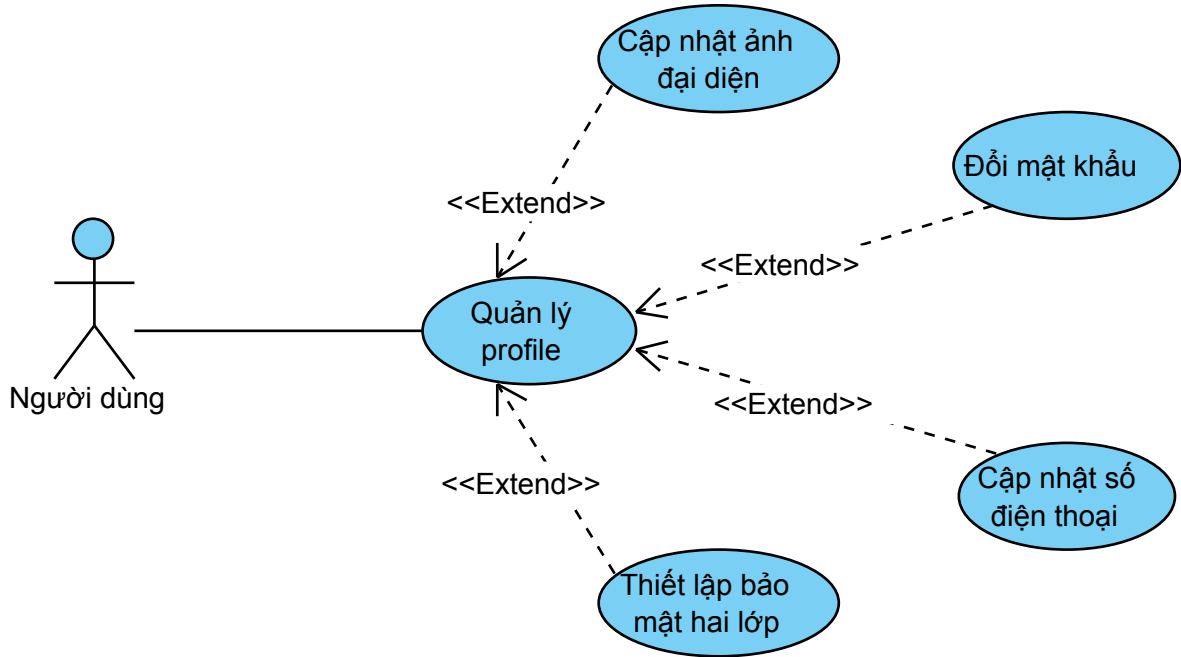 Cập nhật ảnh
đại diện
Đổi mật khẩu
<<Extend>>
<<Extend>>
Quản lý
profile
Người dùng
<<Extend>>
<<Extend>>
Cập nhật số
điện thoại
Thiết lập bảo
mật hai lớp